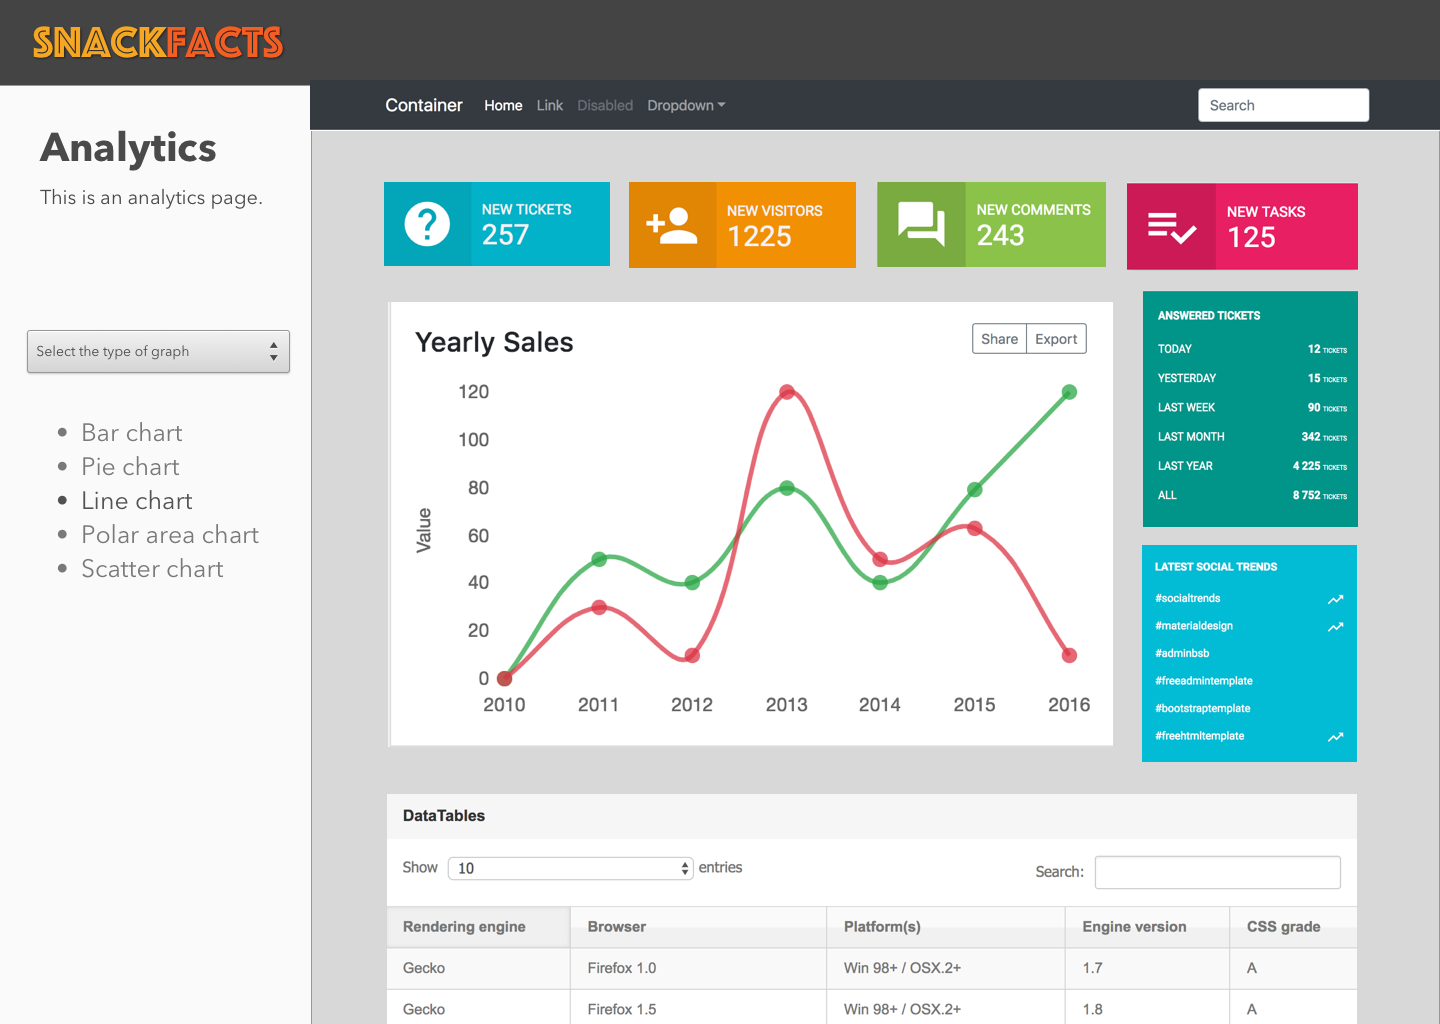 SNACKFACTS
Container Home Link Disabled Dropdown Search
Analytics
This is an analytics page.
Select the type of graph
Bar chart
Pie chart
Line chart
Polar area chart
Scatter chart
NEW TICKETS
257
NEW VISITORS
1225
NEW COMMENTS
243
NEW TASKS
125
Yearly Sales
Share Export
Value
120
100
80
60
40
20
0
2010 2011 2012 2013 2014 2015 2016
ANSWERED TICKETS
TODAY 12 TICKETS
YESTERDAY 15 TICKETS
LAST WEEK 90 TICKETS
LAST MONTH 342 TICKETS
LAST YEAR 4 225 TICKETS
ALL 8 752 TICKETS
LATEST SOCIAL TRENDS
#socialtrends
#materialdesign
#adminbsb
#freeadmintemplate
#bootstraptemplate
#freehtmltemplate
DataTables
Show 10 entries Search:
Rendering engine Browser Platform(s) Engine version CSS grade
Gecko Firefox 1.0 Win 98+ / OSX.2+ 1.7 A
Gecko Firefox 1.5 Win 98+ / OSX.2+ 1.8 A